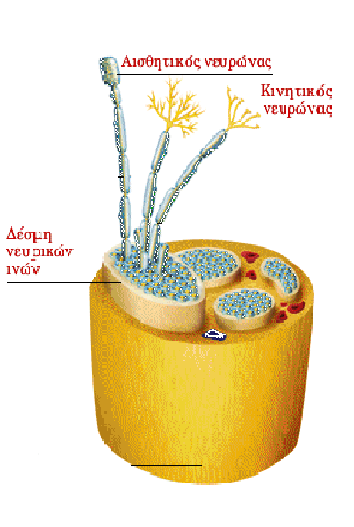 Αισθητικός νευρώνας
Κινητικός
νευρώνας
Δέσμη
νευρικών
ινών